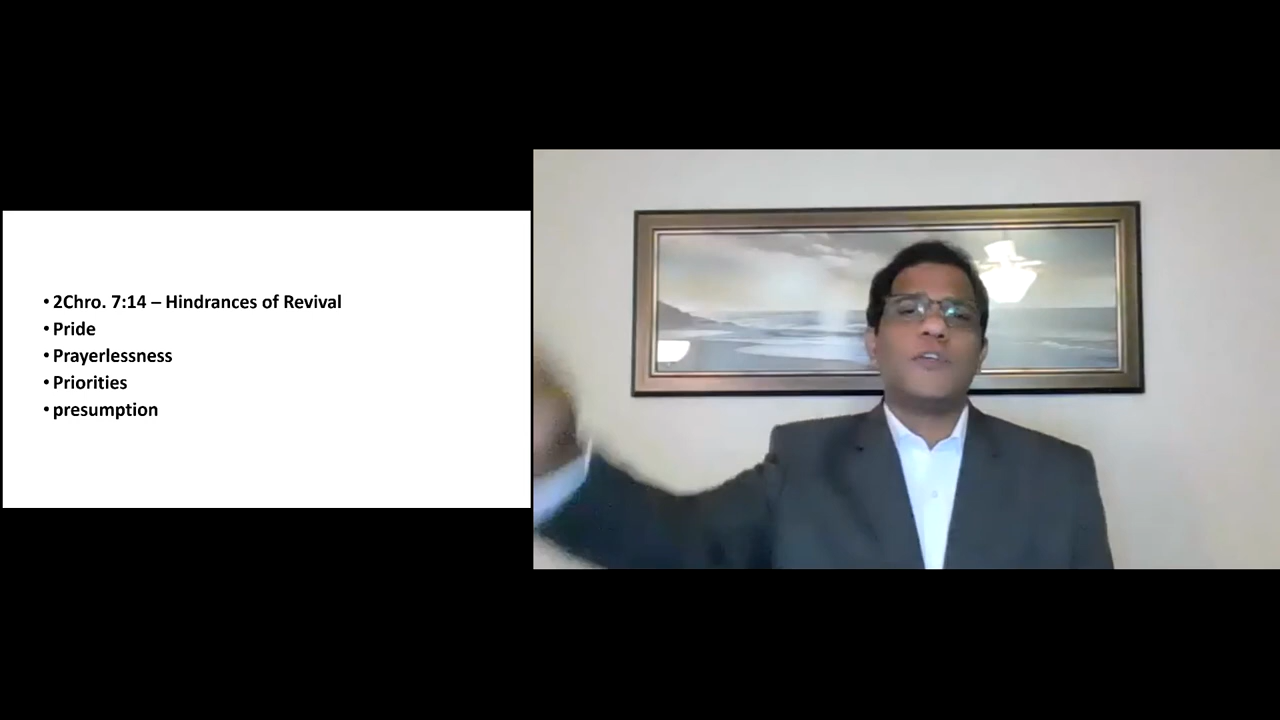 • 2Chro. 7:14 – Hindrances of Revival
• Pride
• Prayerlessness
• Priorities
• presumption